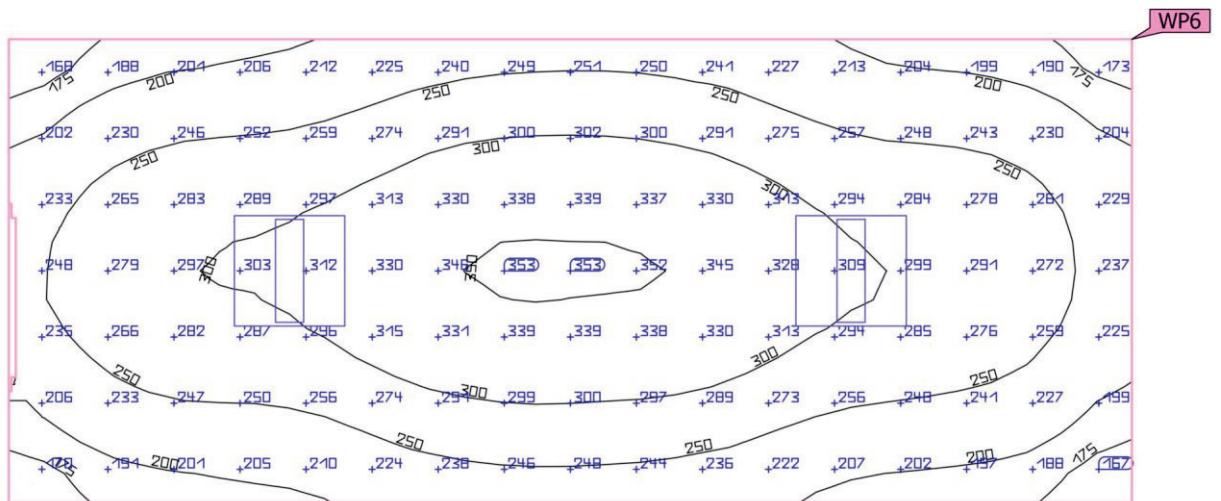 WP6
+168 +188 +201 +206 +212 +225 +240 +249 +251 +250 +241 +227 +213 +204 +199 +190 +173
175 200 250 250 200 175
+202 +230 +246 +252 +259 +274 +291 +300 +302 +300 +291 +275 +257 +248 +243 +230 +204
250 300 300 250
+233 +265 +283 +289 +297 +313 +330 +338 +339 +337 +330 +313 +294 +284 +278 +261 +229
+248 +279 +297 +303 +312 +330 +346 +353 +353 +352 +345 +328 +309 +299 +291 +272 +237
300 350
+235 +266 +282 +287 +296 +315 +331 +339 +339 +338 +330 +313 +294 +285 +276 +259 +225
250 300 300 250
+206 +233 +247 +250 +256 +274 +291 +299 +300 +297 +289 +273 +256 +248 +241 +227 +199
175 200 250 250 200 175
+191 +201 +205 +210 +224 +238 +246 +248 +244 +236 +222 +207 +202 +197 +188 +167